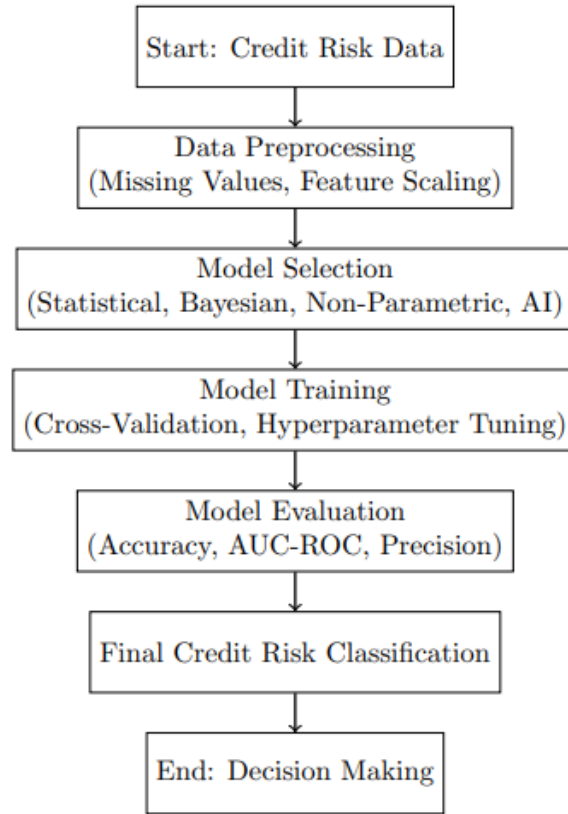 Start: Credit Risk Data
Data Preprocessing
(Missing Values, Feature Scaling)
Model Selection
(Statistical, Bayesian, Non-Parametric, AI)
Model Training
(Cross-Validation, Hyperparameter Tuning)
Model Evaluation
(Accuracy, AUC-ROC, Precision)
Final Credit Risk Classification
End: Decision Making